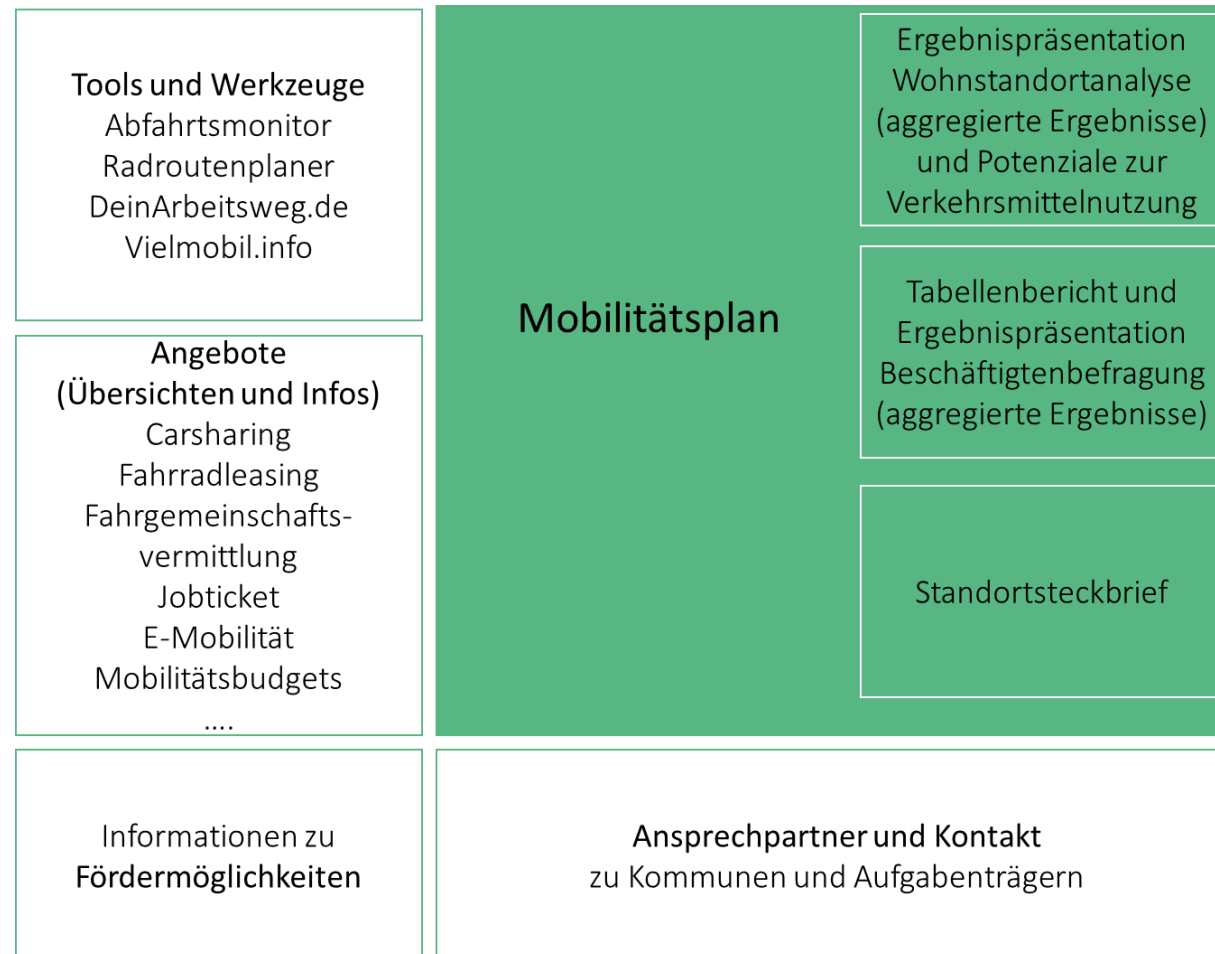 Tools und Werkzeuge
Abfahrtsmonitor
Radroutenplaner
DeinArbeitsweg.de
Vielmobil.info
Angebote
(Übersichten und Infos)
Carsharing
Fahrradleasing
Fahrgemeinschafts-
vermittlung
Jobticket
E-Mobilität
Mobilitätsbudgets
....
Informationen zu
Fördermöglichkeiten
Mobilitätsplan
Ergebnispräsentation
Wohnstandortanalyse
(aggregierte Ergebnisse)
und Potenziale zur
Verkehrsmittelnutzung
Tabellenbericht und
Ergebnispräsentation
Beschäftigtenbefragung
(aggregierte Ergebnisse)
Standortsteckbrief
Ansprechpartner und Kontakt
zu Kommunen und Aufgabenträgern